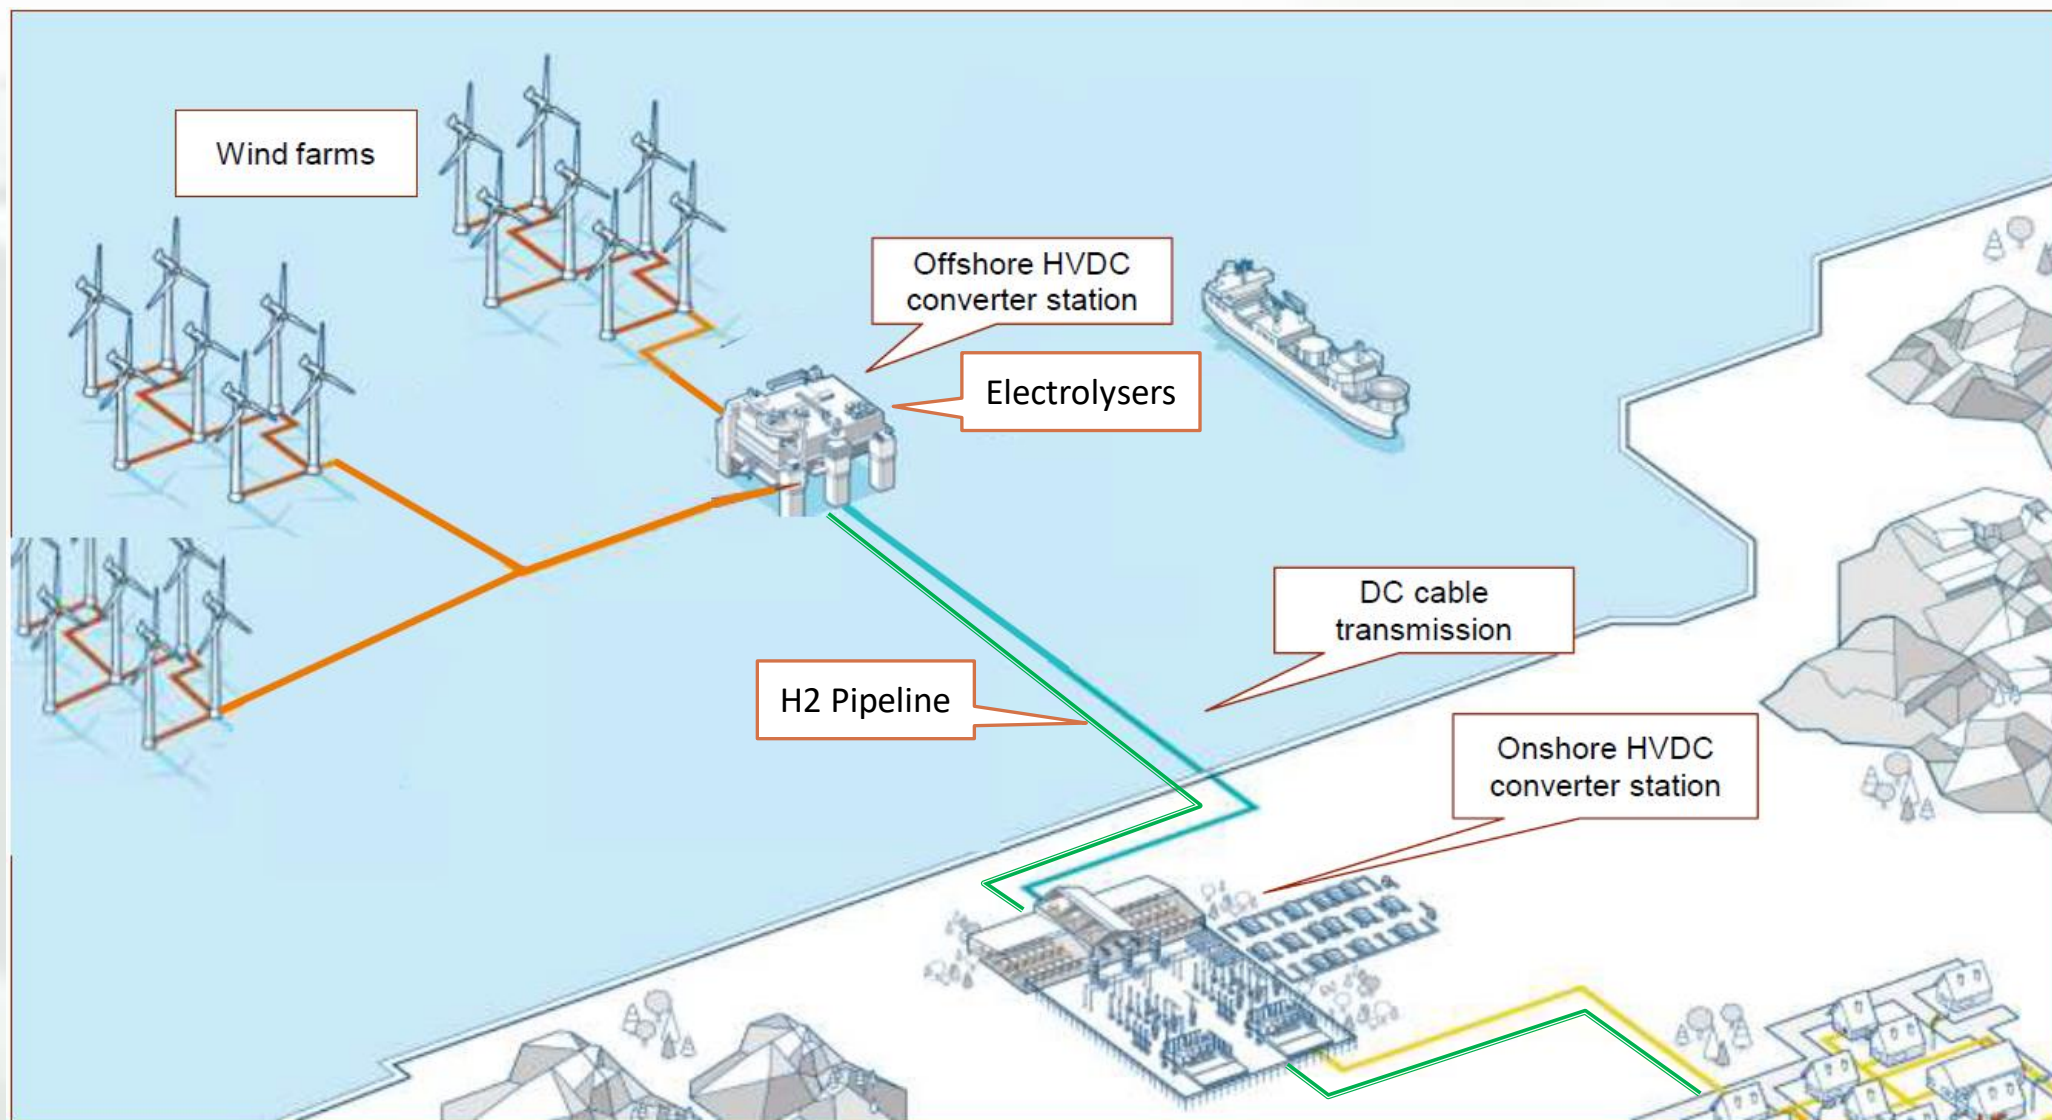 Wind farms
Offshore HVDC
converter station
Electrolysers
DC cable
transmission
H2 Pipeline
Onshore HVDC
converter station